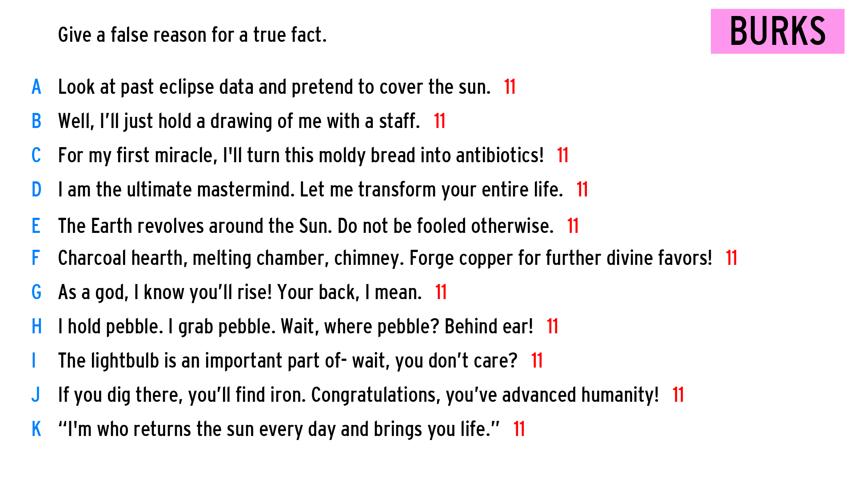 Give a false reason for a true fact.
BURKS
A Look at past eclipse data and pretend to cover the sun. 11
B Well, I’ll just hold a drawing of me with a staff. 11
C For my first miracle, I'll turn this moldy bread into antibiotics! 11
D I am the ultimate mastermind. Let me transform your entire life. 11
E The Earth revolves around the Sun. Do not be fooled otherwise. 11
F Charcoal hearth, melting chamber, chimney. Forge copper for further divine favors! 11
G As a god, I know you’ll rise! Your back, I mean. 11
H I hold pebble. I grab pebble. Wait, where pebble? Behind ear! 11
I The lightbulb is an important part of- wait, you don’t care? 11
J If you dig there, you’ll find iron. Congratulations, you’ve advanced humanity! 11
K “I'm who returns the sun every day and brings you life.” 11